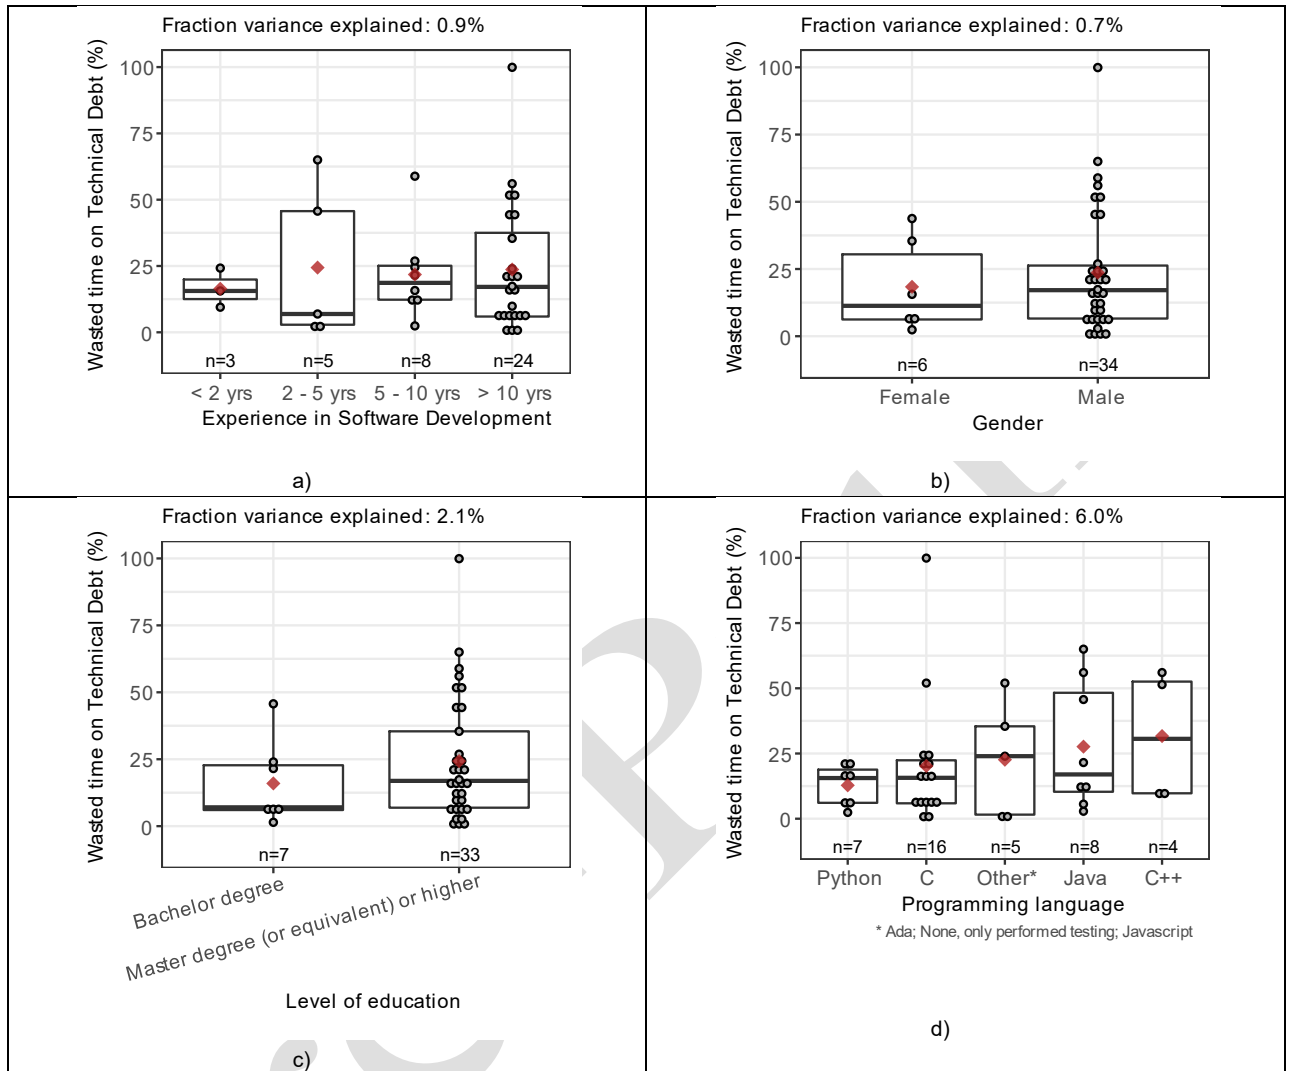 Fraction variance explained: 0.9%
Wasted time on Technical Debt (%)
100
75
50
25
0
n=3 n=5 n=8 n=24
< 2 yrs 2 - 5 yrs 5 - 10 yrs > 10 yrs
Experience in Software Development
a)
Fraction variance explained: 0.7%
Wasted time on Technical Debt (%)
100
75
50
25
0
n=6 n=34
Female Male
Gender
b)
Fraction variance explained: 2.1%
Wasted time on Technical Debt (%)
100
75
50
25
0
n=7 n=33
Bachelor degree
Master degree (or equivalent) or higher
Level of education
c)
Fraction variance explained: 6.0%
Wasted time on Technical Debt (%)
100
75
50
25
0
n=7 n=16 n=5 n=8 n=4
Python C Other* Java C++
Programming language
* Ada; None, only performed testing; Javascript
d)